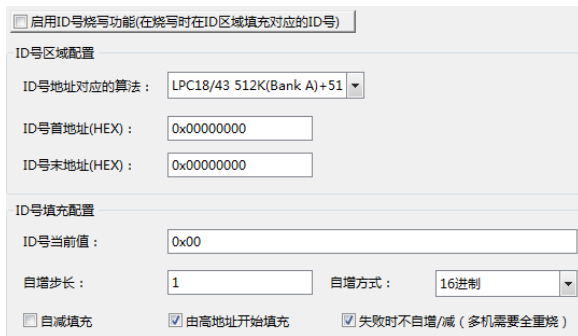 启用ID号烧写功能(在烧写时在ID区域填充对应的ID号)
ID号区域配置
ID号地址对应的算法： LPC18/43 512K(Bank A)+51
ID号首地址(HEX)： 0x00000000
ID号末地址(HEX)： 0x00000000
ID号填充配置
ID号当前值： 0x00
自增步长： 1 自增方式： 16进制
自减填充 由高地址开始填充 失败时不自增/减（多机需要全重烧）